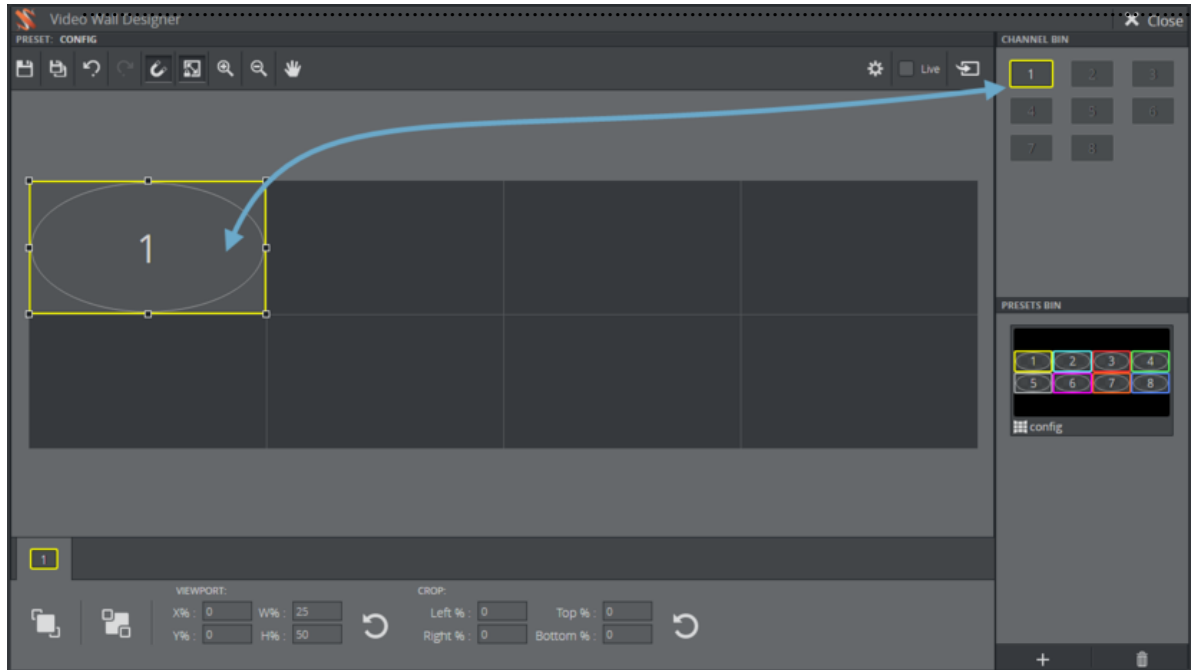 Video Wall Designer
Close
PRESET: CONFIG
CHANNEL BIN
Live
1
2
3
4
5
6
7
8
1
PRESETS BIN
1
2
3
4
5
6
7
8
config
1
VIEWPORT:
CROP:
X% : 0
W% : 25
Left % : 0
Top % : 0
Y% : 0
H% : 50
Right % : 0
Bottom % : 0